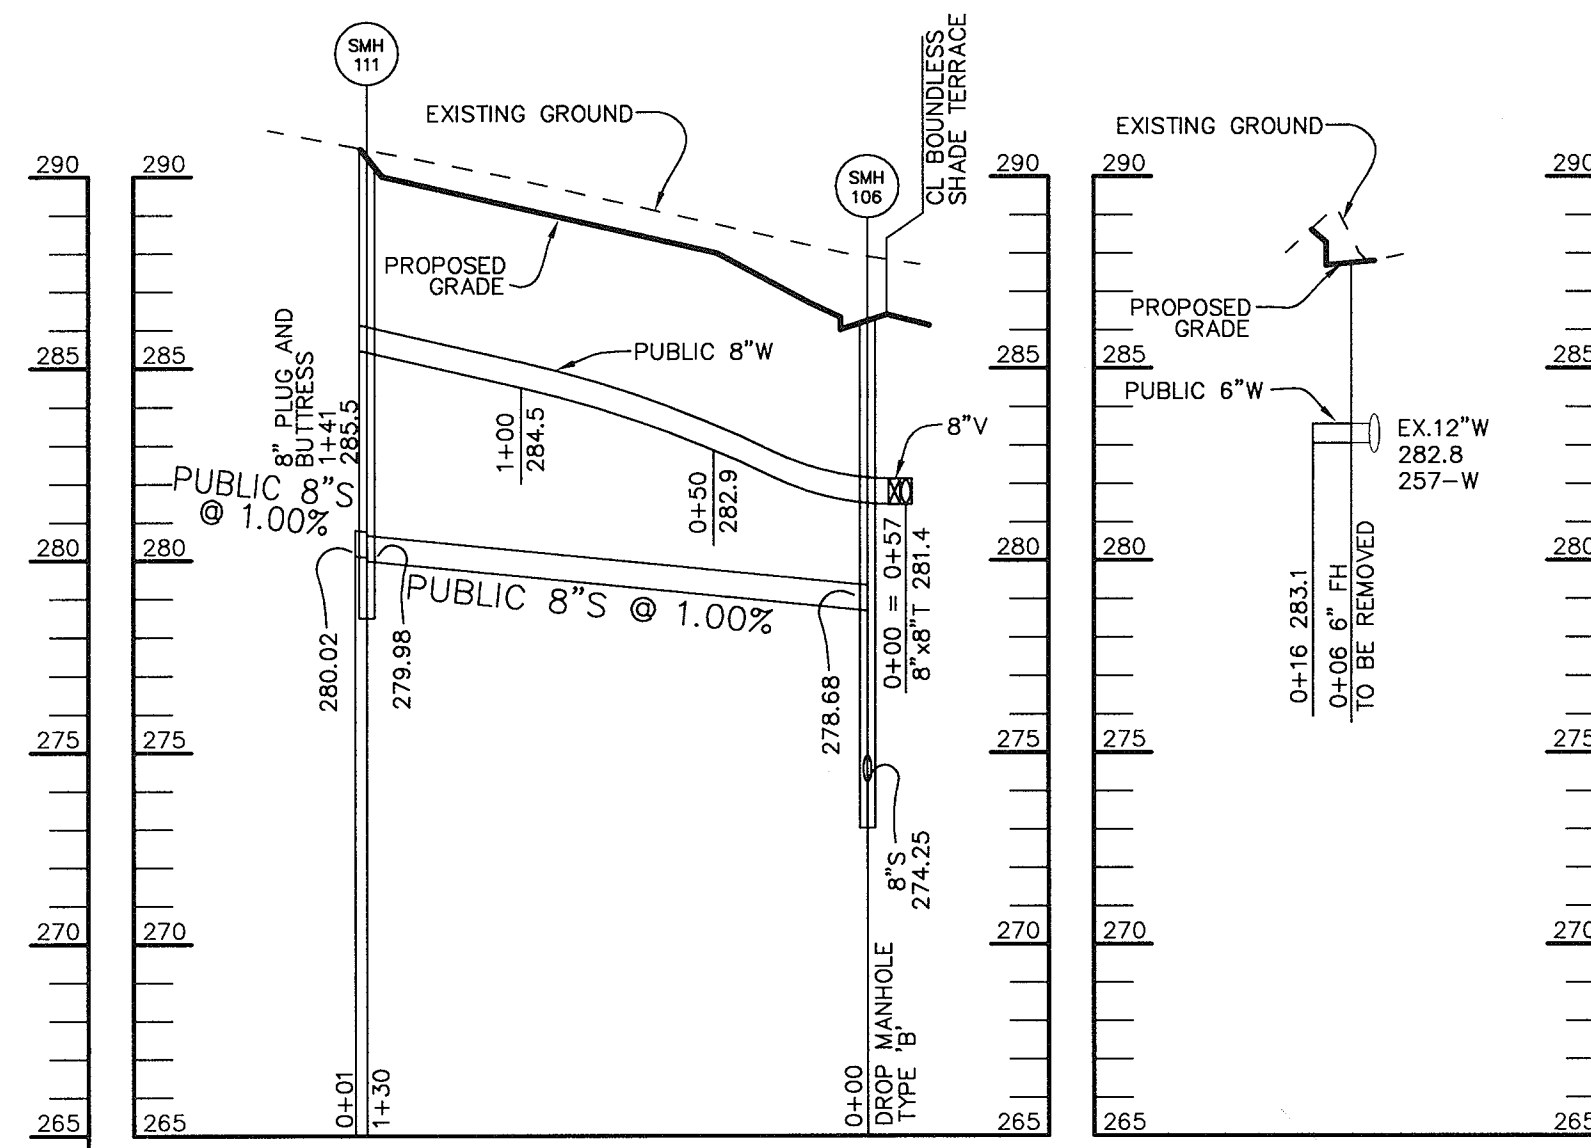 SMH
111
EXISTING GROUND
SMH
106
CL BOUNDLESS
SHADE TERRACE
EXISTING GROUND
290
290
290
290
290
PROPOSED
GRADE
PROPOSED
GRADE
8" PLUG AND
BUTTRESS
1+41
285.5
PUBLIC 8"W
285
285
285
285
285
PUBLIC 6"W
1+00
284.5
0+50
282.9
8"V
EX.12"W
282.8
257-W
PUBLIC 8"S
@ 1.00%
280
280
280
280
280
0+00 = 0+57
8"x8"T 281.4
PUBLIC 8"S @ 1.00%
280.02
279.98
278.68
0+16 283.1
0+06 6" FH
TO BE REMOVED
275
275
275
275
275
8"S
274.25
270
270
270
270
270
DROP MANHOLE
TYPE 'B'
0+01
1+30
0+00
265
265
265
265
265